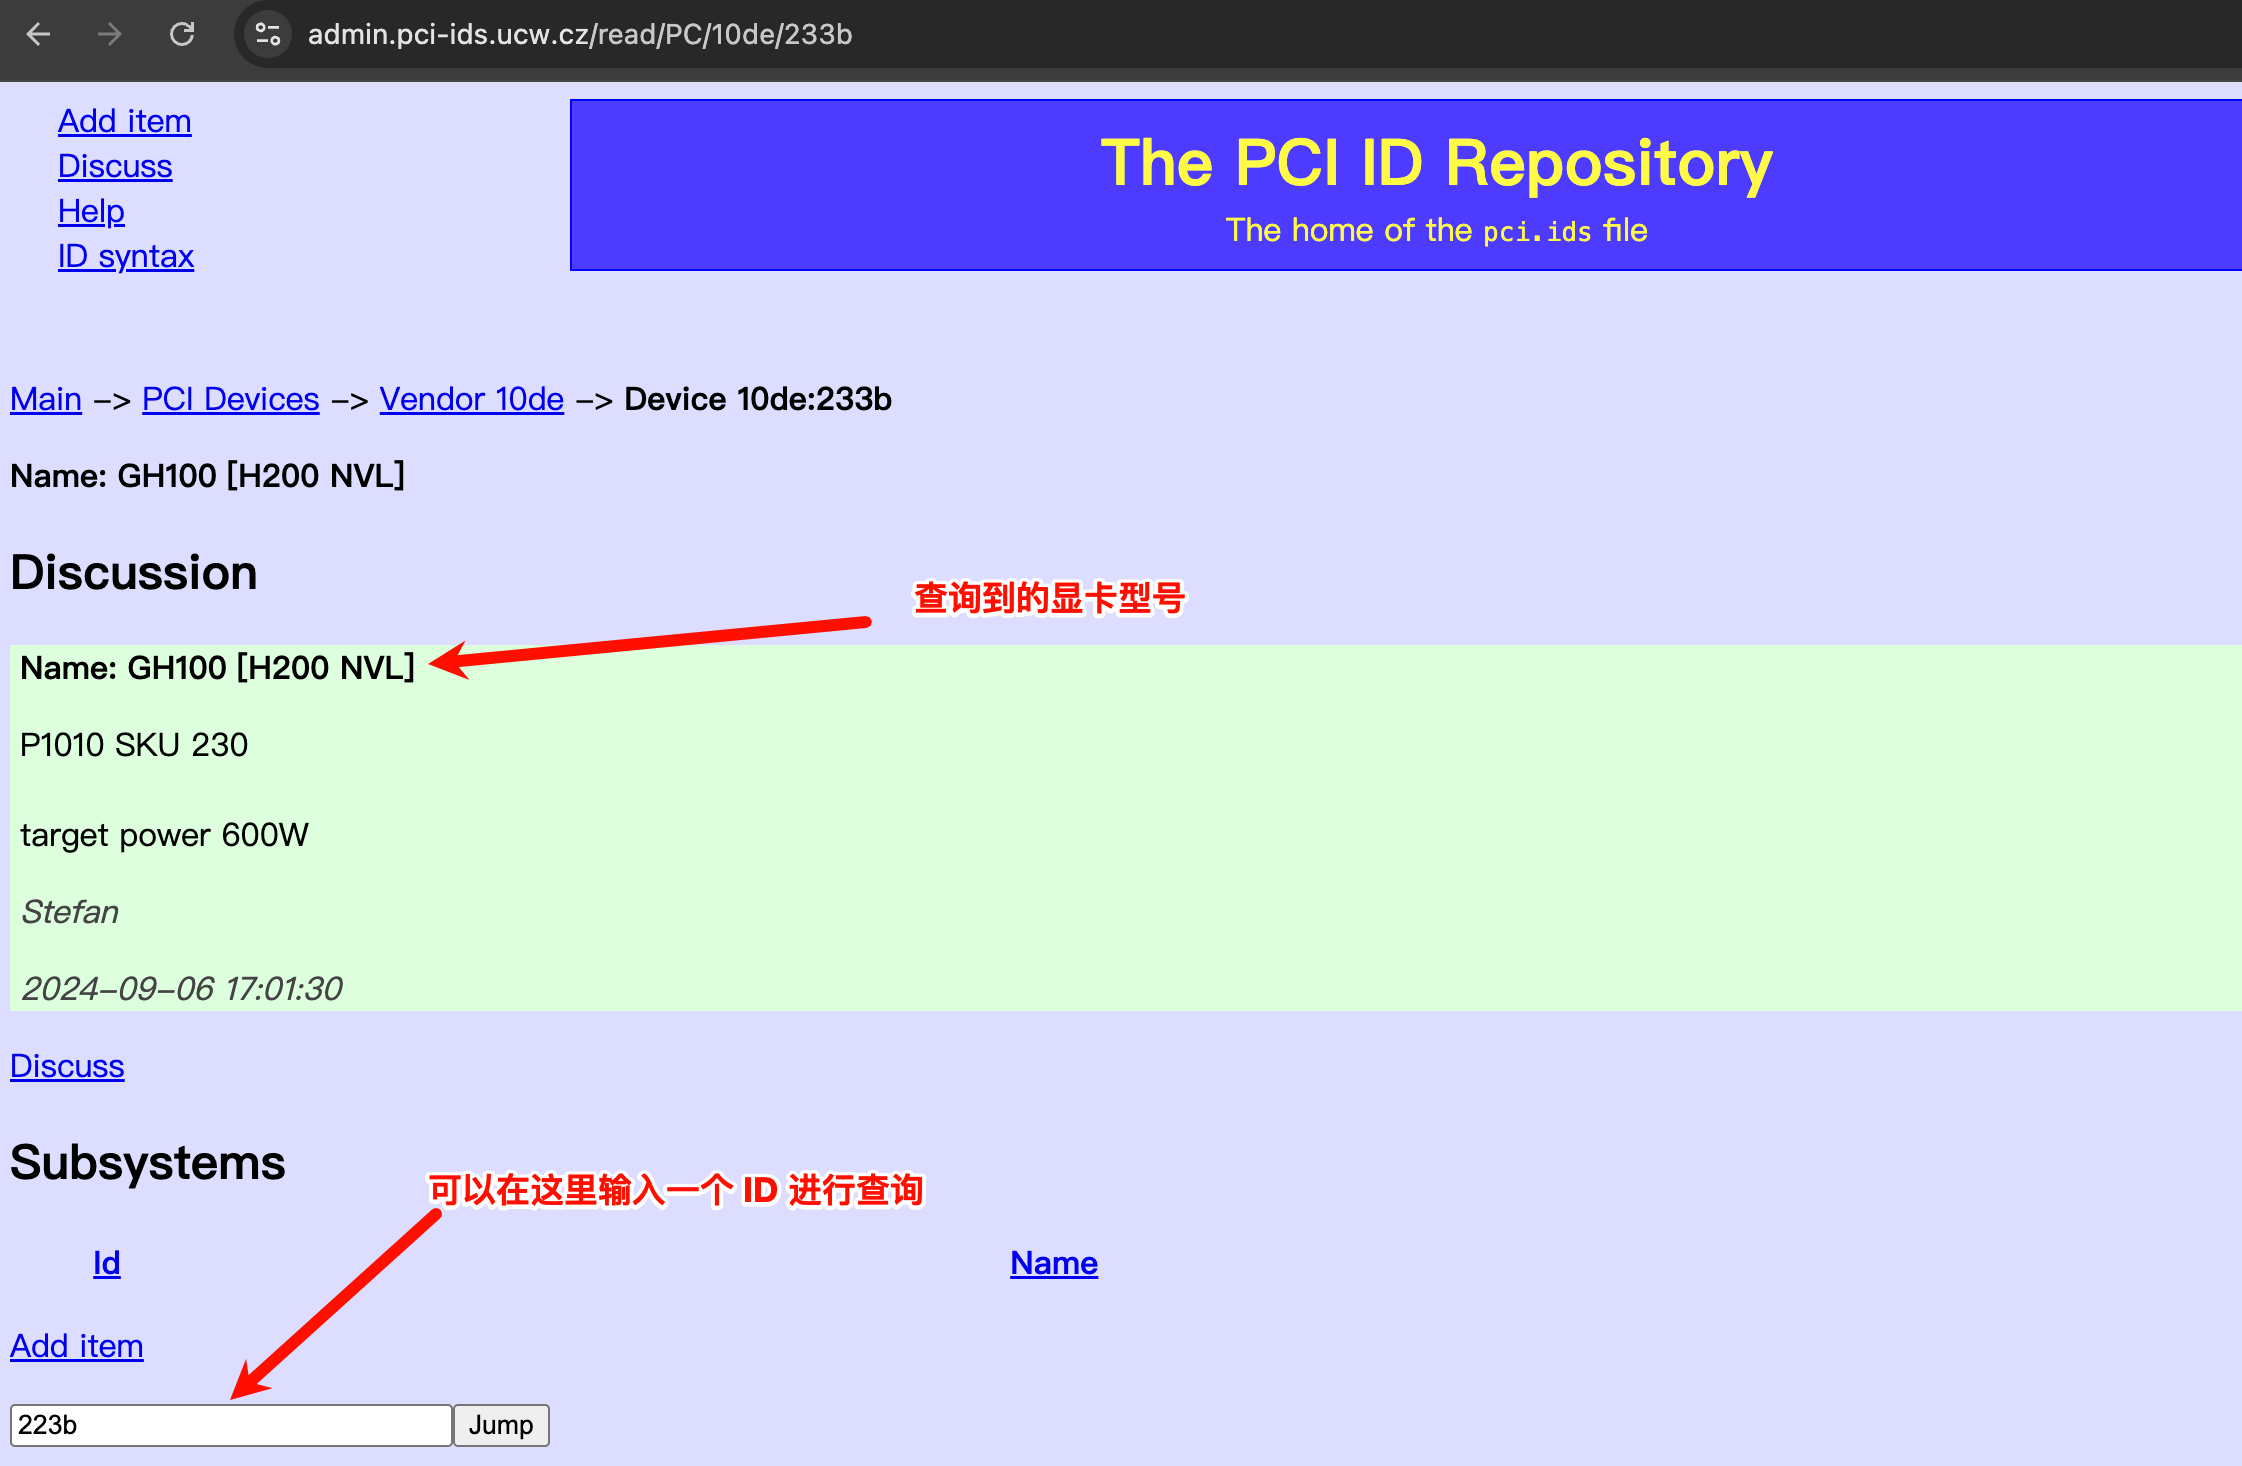 admin.pci-ids.ucw.cz/read/PC/10de/233b
Add item
Discuss
Help
ID syntax
The PCI ID Repository
The home of the pci.ids file
Main -> PCI Devices -> Vendor 10de -> Device 10de:233b
Name: GH100 [H200 NVL]
Discussion
查询到的显卡型号
Name: GH100 [H200 NVL]
P1010 SKU 230
target power 600W
Stefan
2024-09-06 17:01:30
Discuss
Subsystems
可以在这里输入一个 ID 进行查询
Id Name
Add item
223b Jump